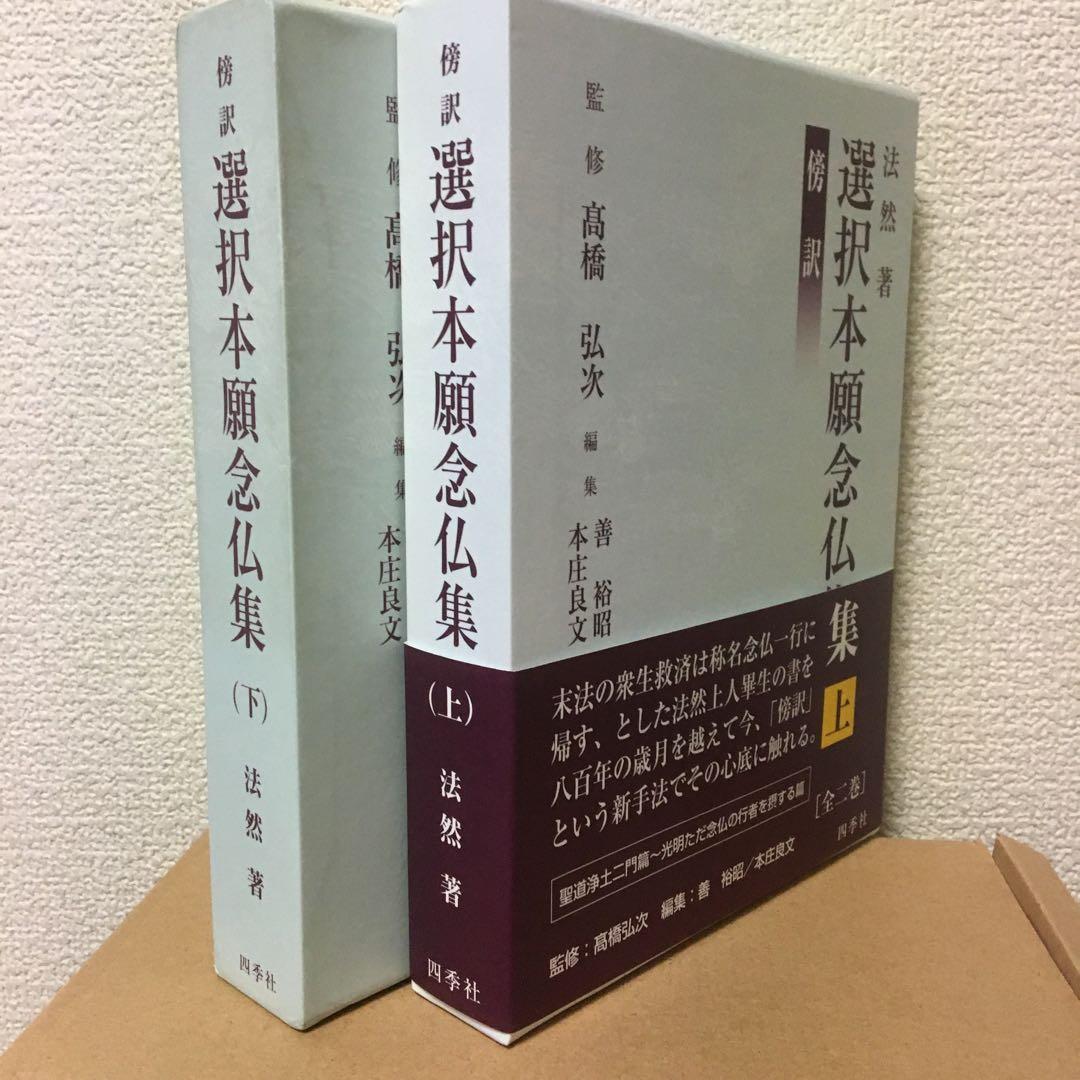 傍訳
選択本願念仏集
(下)
法然著
四季社
監修
高橋
弘次
編集
本庄良文
傍訳
選択本願念仏集
(上)
法然著
四季社
法然著
選択本願念仏集
傍訳
監修
髙橋 弘次
編集
善 裕昭
本庄良文
上
[全二巻]
四季社
末法の衆生救済は称名念仏一行に
帰す、とした法然上人畢生の書を
八百年の歳月を越えて今、「傍訳」
という新手法でその心底に触れる。
聖道浄土二門篇〜光明ただ念仏の行者を摂する篇
監修:髙橋弘次 編集:善 裕昭/本庄良文